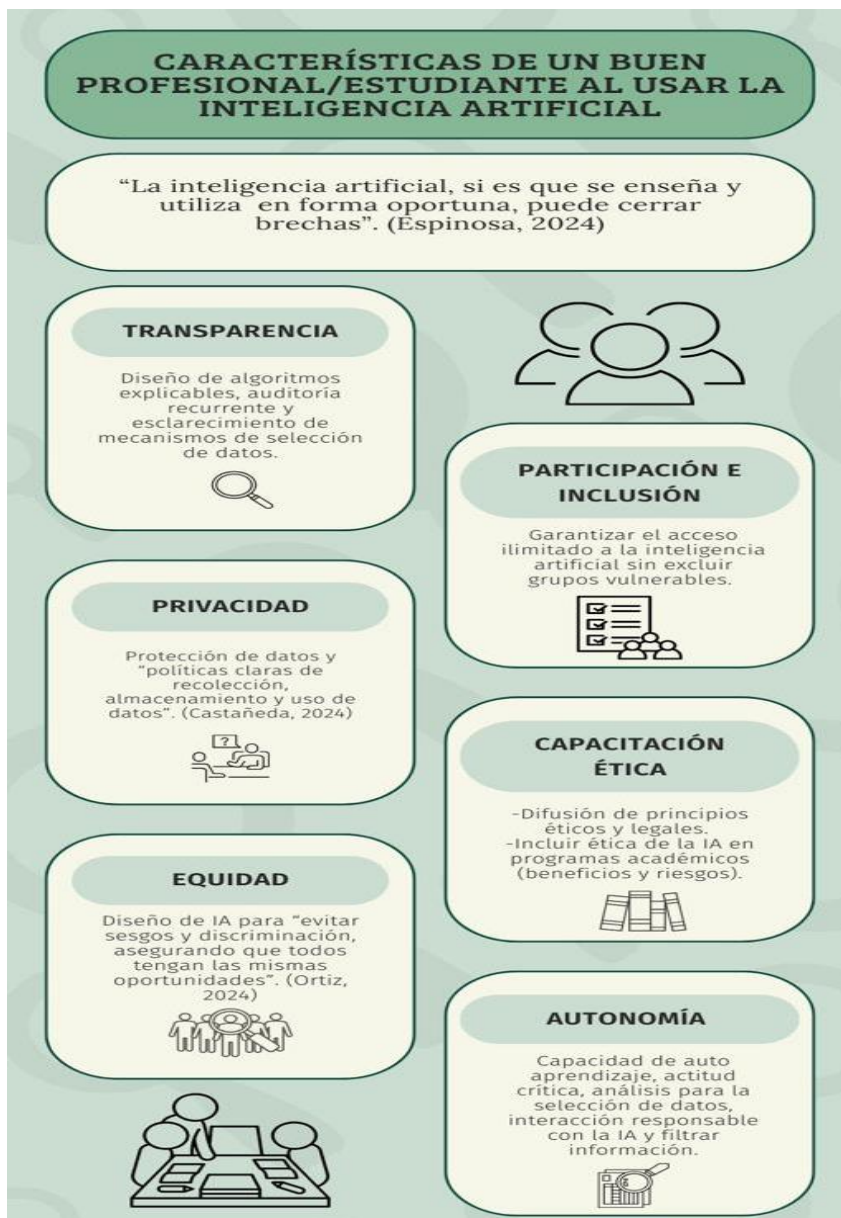 CARACTERÍSTICAS DE UN BUEN
PROFESIONAL/ESTUDIANTE AL USAR LA
INTELIGENCIA ARTIFICIAL
“La inteligencia artificial, si es que se enseña y
utiliza en forma oportuna, puede cerrar
brechas”. (Espinosa, 2024)
TRANSPARENCIA
Diseño de algoritmos
explicables, auditoría
recurrente y
esclarecimiento de
mecanismos de selección
de datos.
PARTICIPACIÓN E
INCLUSIÓN
Garantizar el acceso
ilimitado a la inteligencia
artificial sin excluir
grupos vulnerables.
PRIVACIDAD
Protección de datos y
“políticas claras de
recolección,
almacenamiento y uso de
datos”. (Castañeda, 2024)
?
CAPACITACIÓN
ÉTICA
-Difusión de principios
éticos y legales.
-Incluir ética de la IA en
programas académicos
(beneficios y riesgos).
EQUIDAD
Diseño de IA para “evitar
sesgos y discriminación,
asegurando que todos
tengan las mismas
oportunidades”. (Ortiz,
2024)
AUTONOMÍA
Capacidad de auto
aprendizaje, actitud
crítica, análisis para la
selección de datos,
interacción responsable
con la IA y filtrar
información.